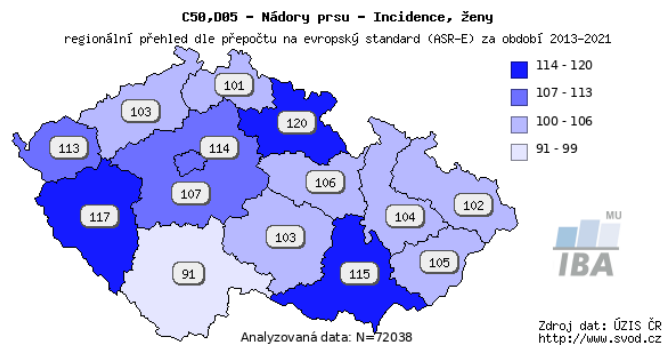 C50,D05 - Nádory prsu - Incidence, ženy
regionální přehled dle přepočtu na evropský standard (ASR-E) za období 2013-2021
114 - 120
107 - 113
100 - 106
91 - 99
101
103
120
113
114
106
107
102
117
104
103
105
91
115
MU
IBA
Analyzovaná data: N=72038
Zdroj dat: ÚZIS ČR
http://www.svod.cz